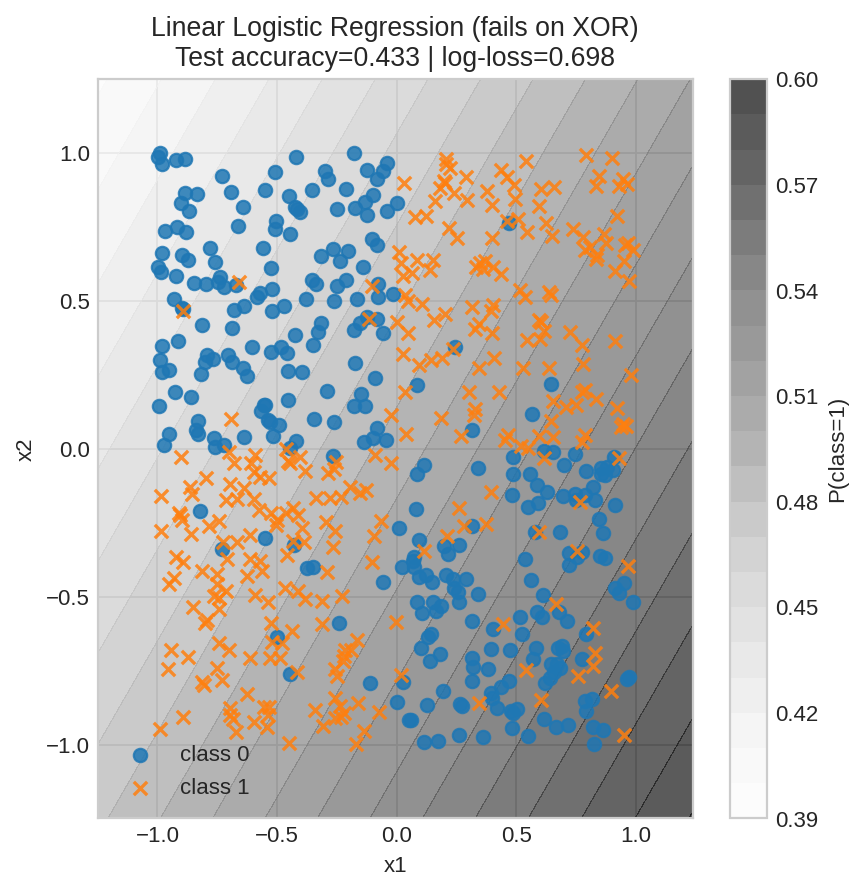 Linear Logistic Regression (fails on XOR)
Test accuracy=0.433 | log-loss=0.698
1.0
0.5
0.0
−0.5
−1.0
x2
class 0
class 1
−1.0
−0.5
0.0
0.5
1.0
x1
0.60
0.57
0.54
0.51
0.48
0.45
0.42
0.39
P(class=1)